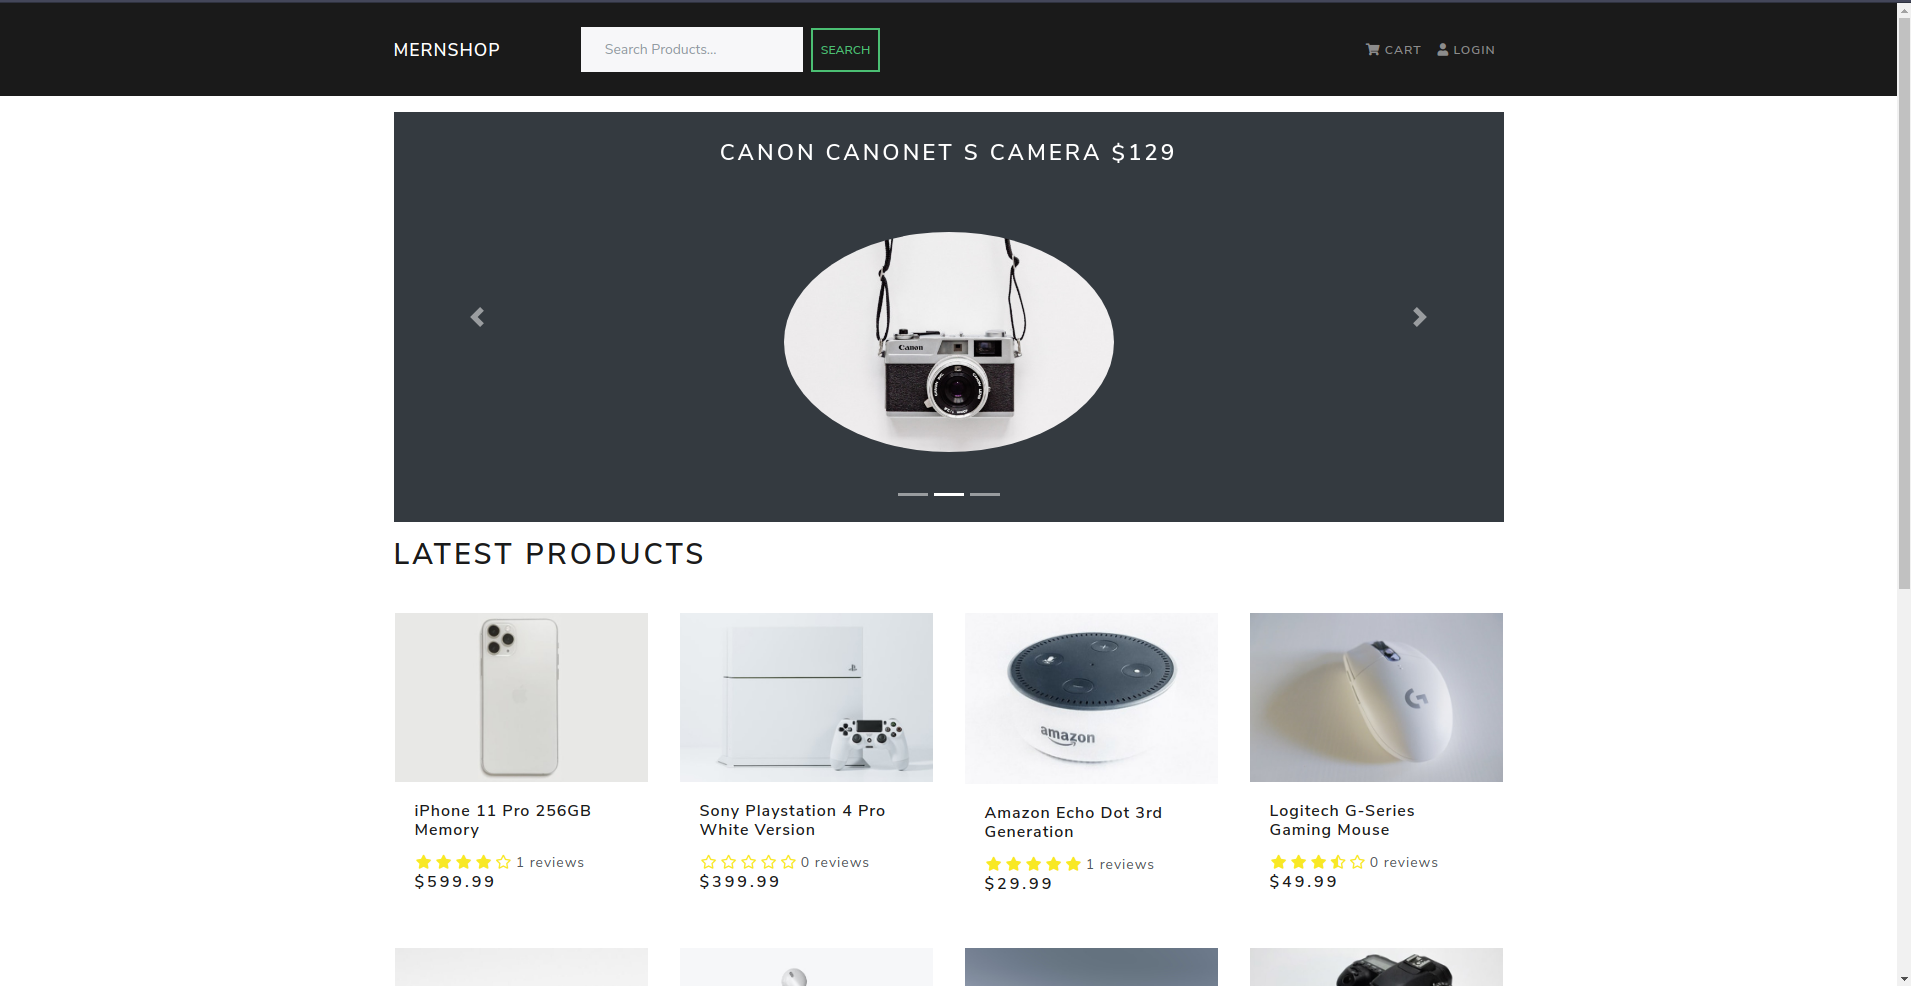 MERNSHOP
Search Products...
SEARCH
CART
LOGIN
CANON CANONET S CAMERA $129
Canon
LATEST PRODUCTS
amazon
iPhone 11 Pro 256GB
Memory
1 reviews
$599.99
Sony Playstation 4 Pro
White Version
0 reviews
$399.99
Amazon Echo Dot 3rd
Generation
1 reviews
$29.99
Logitech G-Series
Gaming Mouse
0 reviews
$49.99